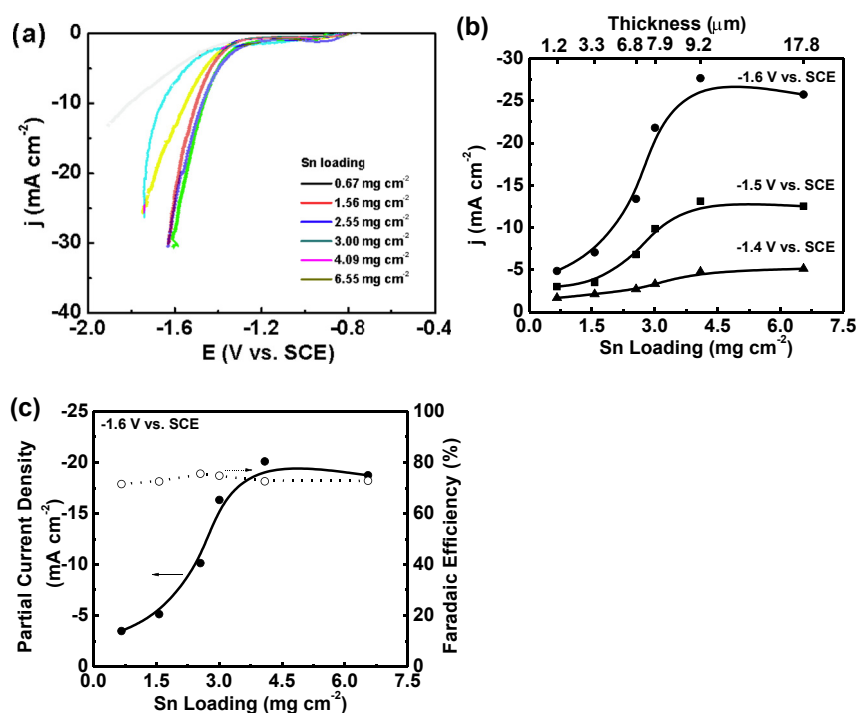 (a)
0
-10
-20
-30
-40
j (mA cm-2)
-2.0 -1.6 -1.2 -0.8 -0.4
E (V vs. SCE)
Sn loading
0.67 mg cm-2
1.56 mg cm-2
2.55 mg cm-2
3.00 mg cm-2
4.09 mg cm-2
6.55 mg cm-2
(b)
Thickness (μm)
1.2 3.3 6.8 7.9 9.2 17.8
-30
-25
-20
-15
-10
-5
0
j (mA cm-2)
-1.6 V vs. SCE
-1.5 V vs. SCE
-1.4 V vs. SCE
0.0 1.5 3.0 4.5 6.0 7.5
Sn Loading (mg cm-2)
(c)
-1.6 V vs. SCE
-25
-20
-15
-10
-5
0
Partial Current Density
(mA cm-2)
100
80
60
40
20
0
Faradaic Efficiency (%)
0.0 1.5 3.0 4.5 6.0 7.5
Sn Loading (mg cm-2)